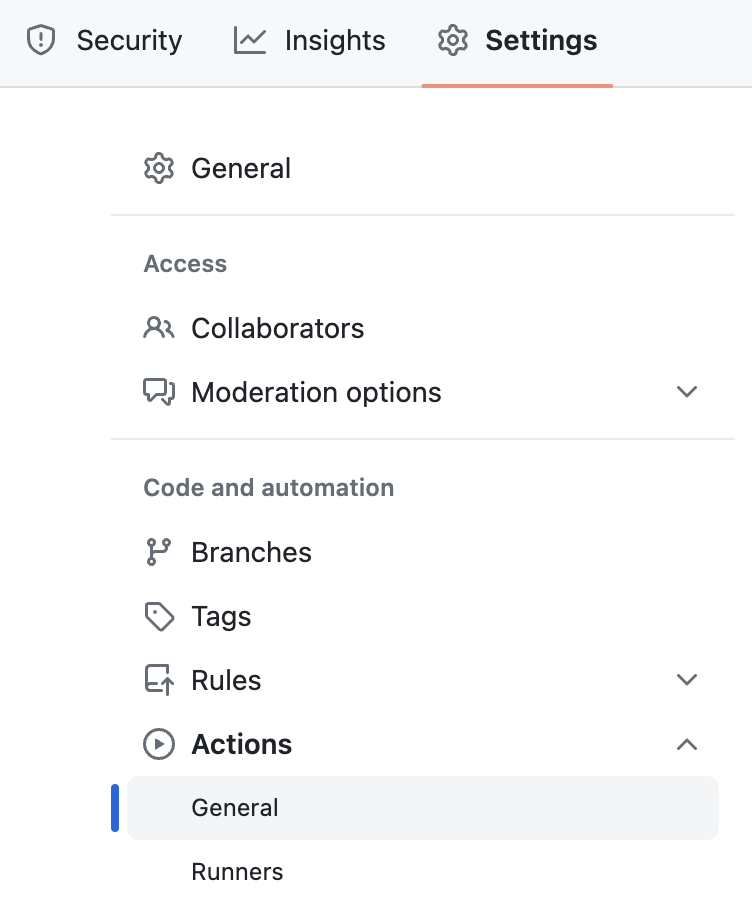 Security Insights Settings
General
Access
Collaborators
Moderation options
Code and automation
Branches
Tags
Rules
Actions
General
Runners